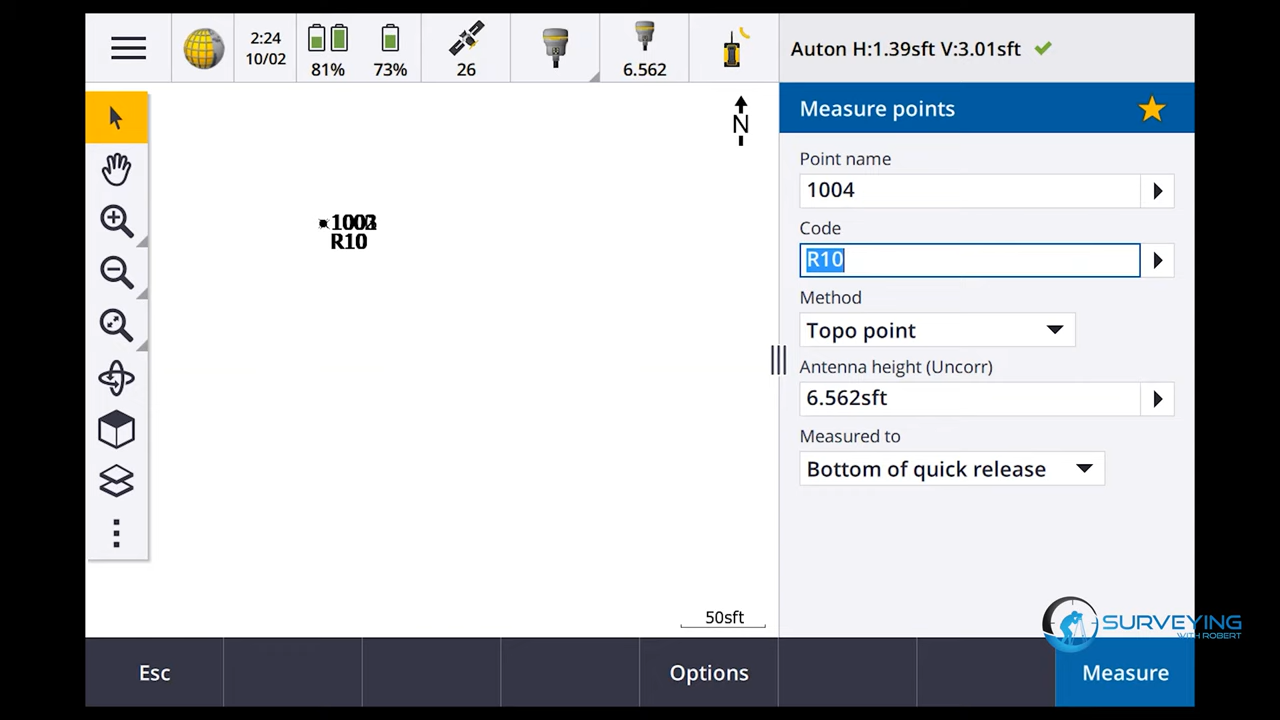 2:24
10/02
81%
73%
26
6.562
Auton H:1.39sft V:3.01sft
Measure points
N
Point name
1004
R10
Code
R10
Method
Topo point
Antenna height (Uncorr)
6.562sft
Measured to
Bottom of quick release
50sft
SURVEYING
WITH ROBERT
Esc
Options
Measure